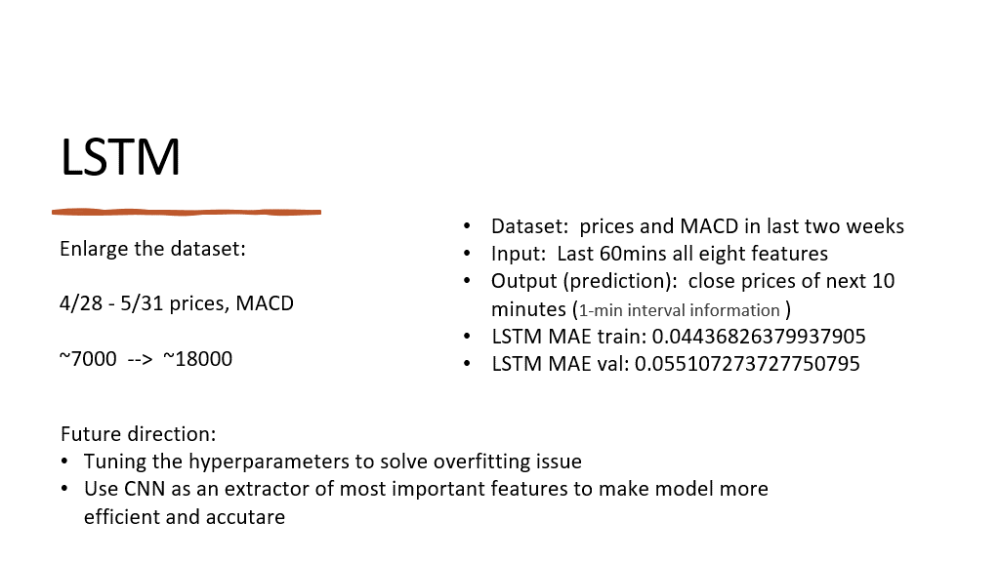 LSTM
Enlarge the dataset:
4/28 - 5/31 prices, MACD
~7000 --> ~18000
• Dataset: prices and MACD in last two weeks
• Input: Last 60mins all eight features
• Output (prediction): close prices of next 10
minutes (1-min interval information )
• LSTM MAE train: 0.04436826379937905
• LSTM MAE val: 0.055107273727750795
Future direction:
• Tuning the hyperparameters to solve overfitting issue
• Use CNN as an extractor of most important features to make model more
efficient and accutare